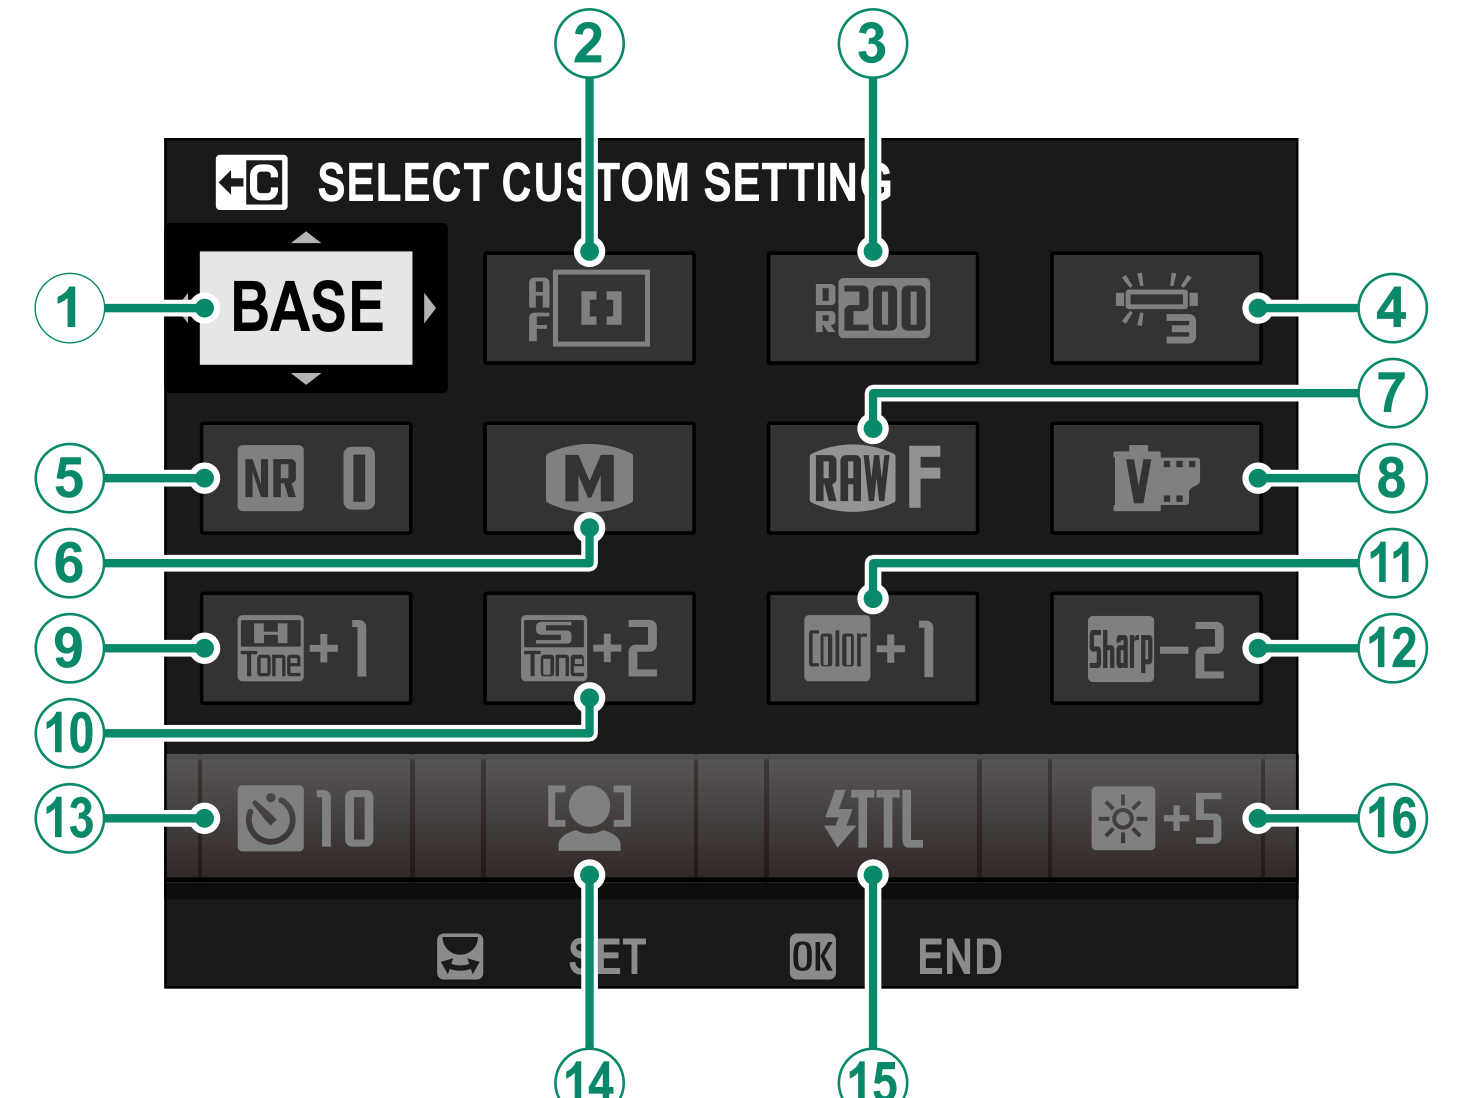 2 3
C SELECT CUSTOM SETTING
1 BASE AF DR 200 3 4
7
5 NR 0 M RAW F V 8
6 11
9 H Tone +1 S Tone +2 Color +1 Sharp -2 12
10
13 10 TTL +5 16
SET OK END
14 15